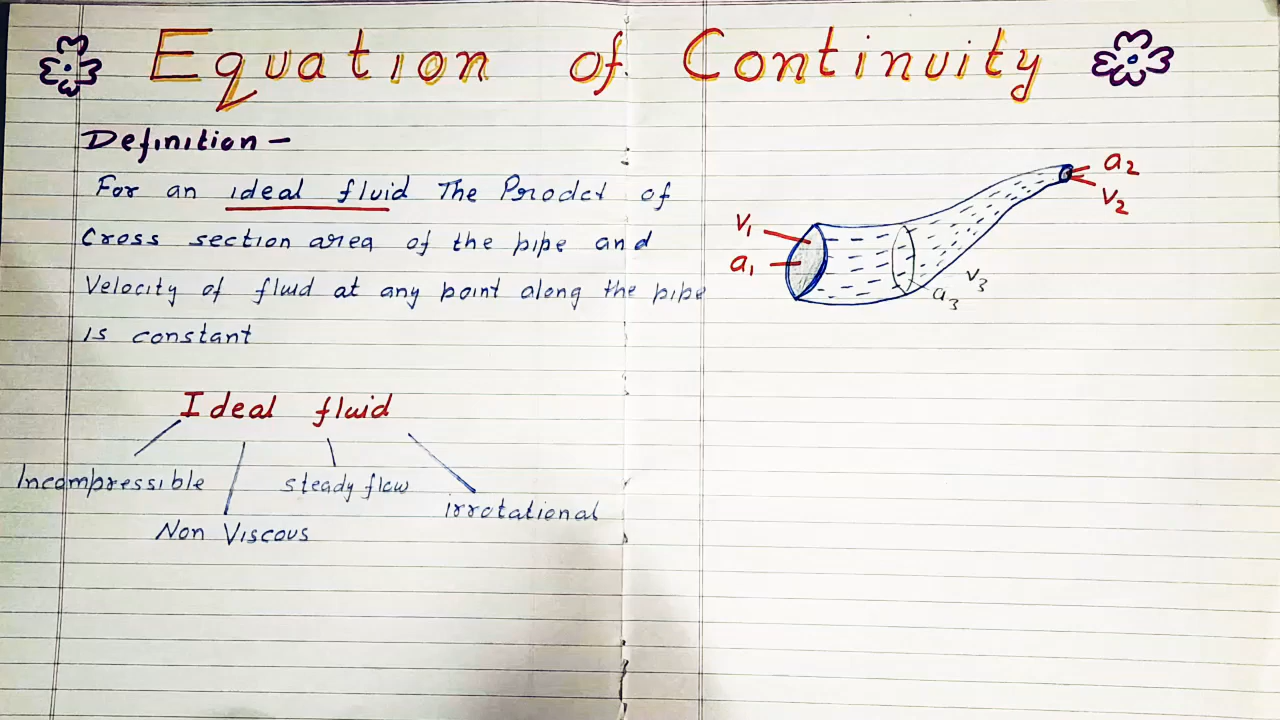 Equation of Continuity
Definition -
For an ideal fluid The Prodct of
Cross section area of the pipe and
Velocity of fluid at any point along the pipe
is constant
V1
a1
a2
V2
V3
a3
Ideal fluid
Incompressible
Non Viscous
steady flow
irrotational